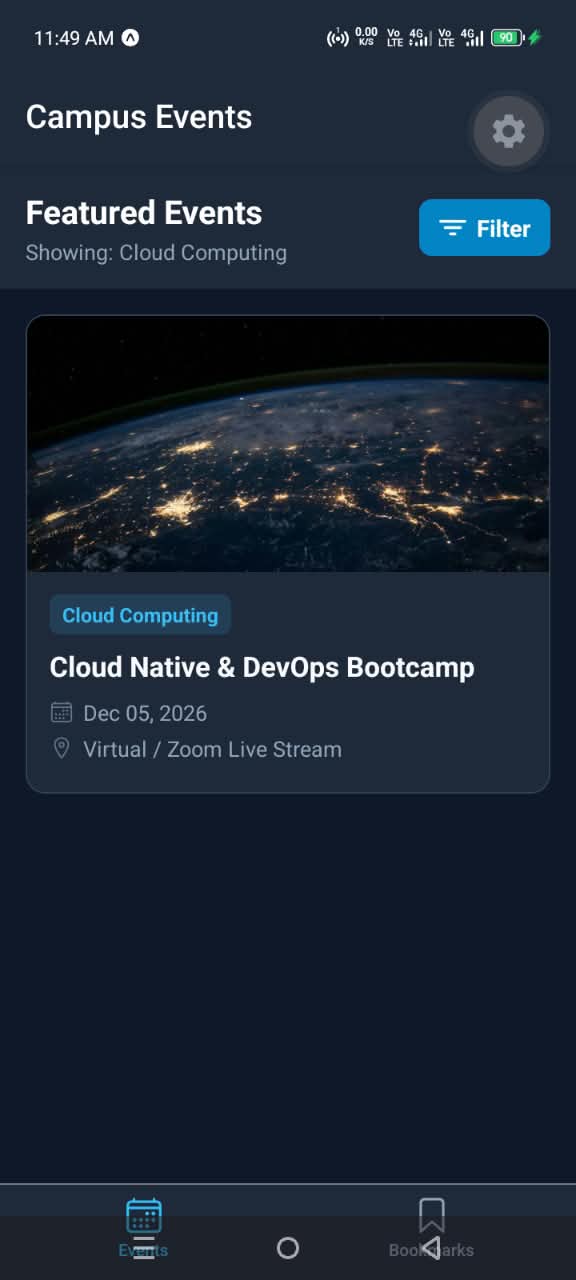 11:49 AM
1 0.00 K/S Vo LTE 4G Vo LTE 4G 90
Campus Events
Featured Events
Showing: Cloud Computing
Filter
Cloud Computing
Cloud Native & DevOps Bootcamp
Dec 05, 2026
Virtual / Zoom Live Stream
Events Bookmarks